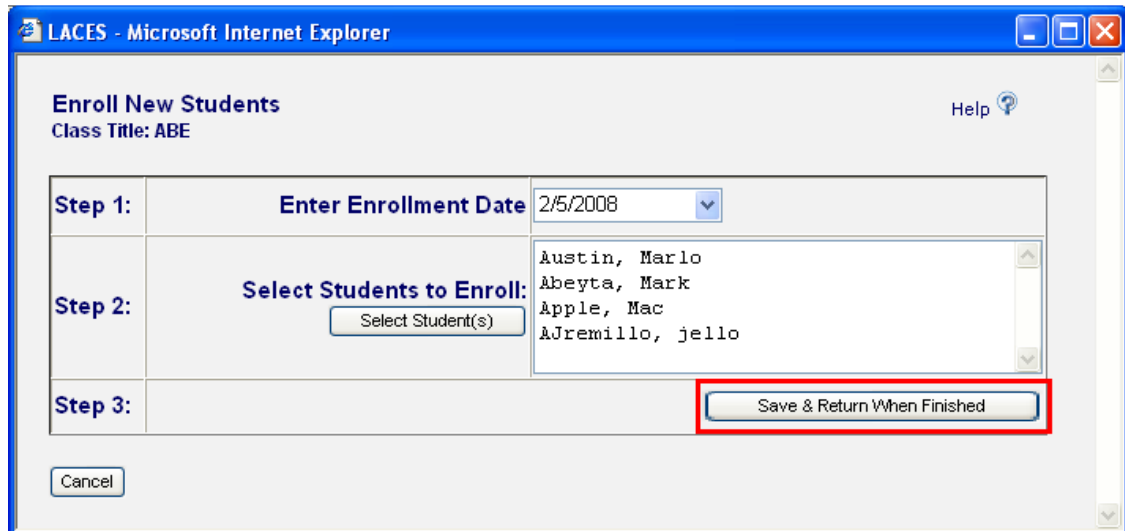 LACES - Microsoft Internet Explorer
Enroll New Students
Help
Class Title: ABE
Step 1:
Enter Enrollment Date
2/5/2008
Step 2:
Select Students to Enroll:
Select Student(s)
Austin, Marlo
Abeyta, Mark
Apple, Mac
AJremillo, jello
Step 3:
Save & Return When Finished
Cancel